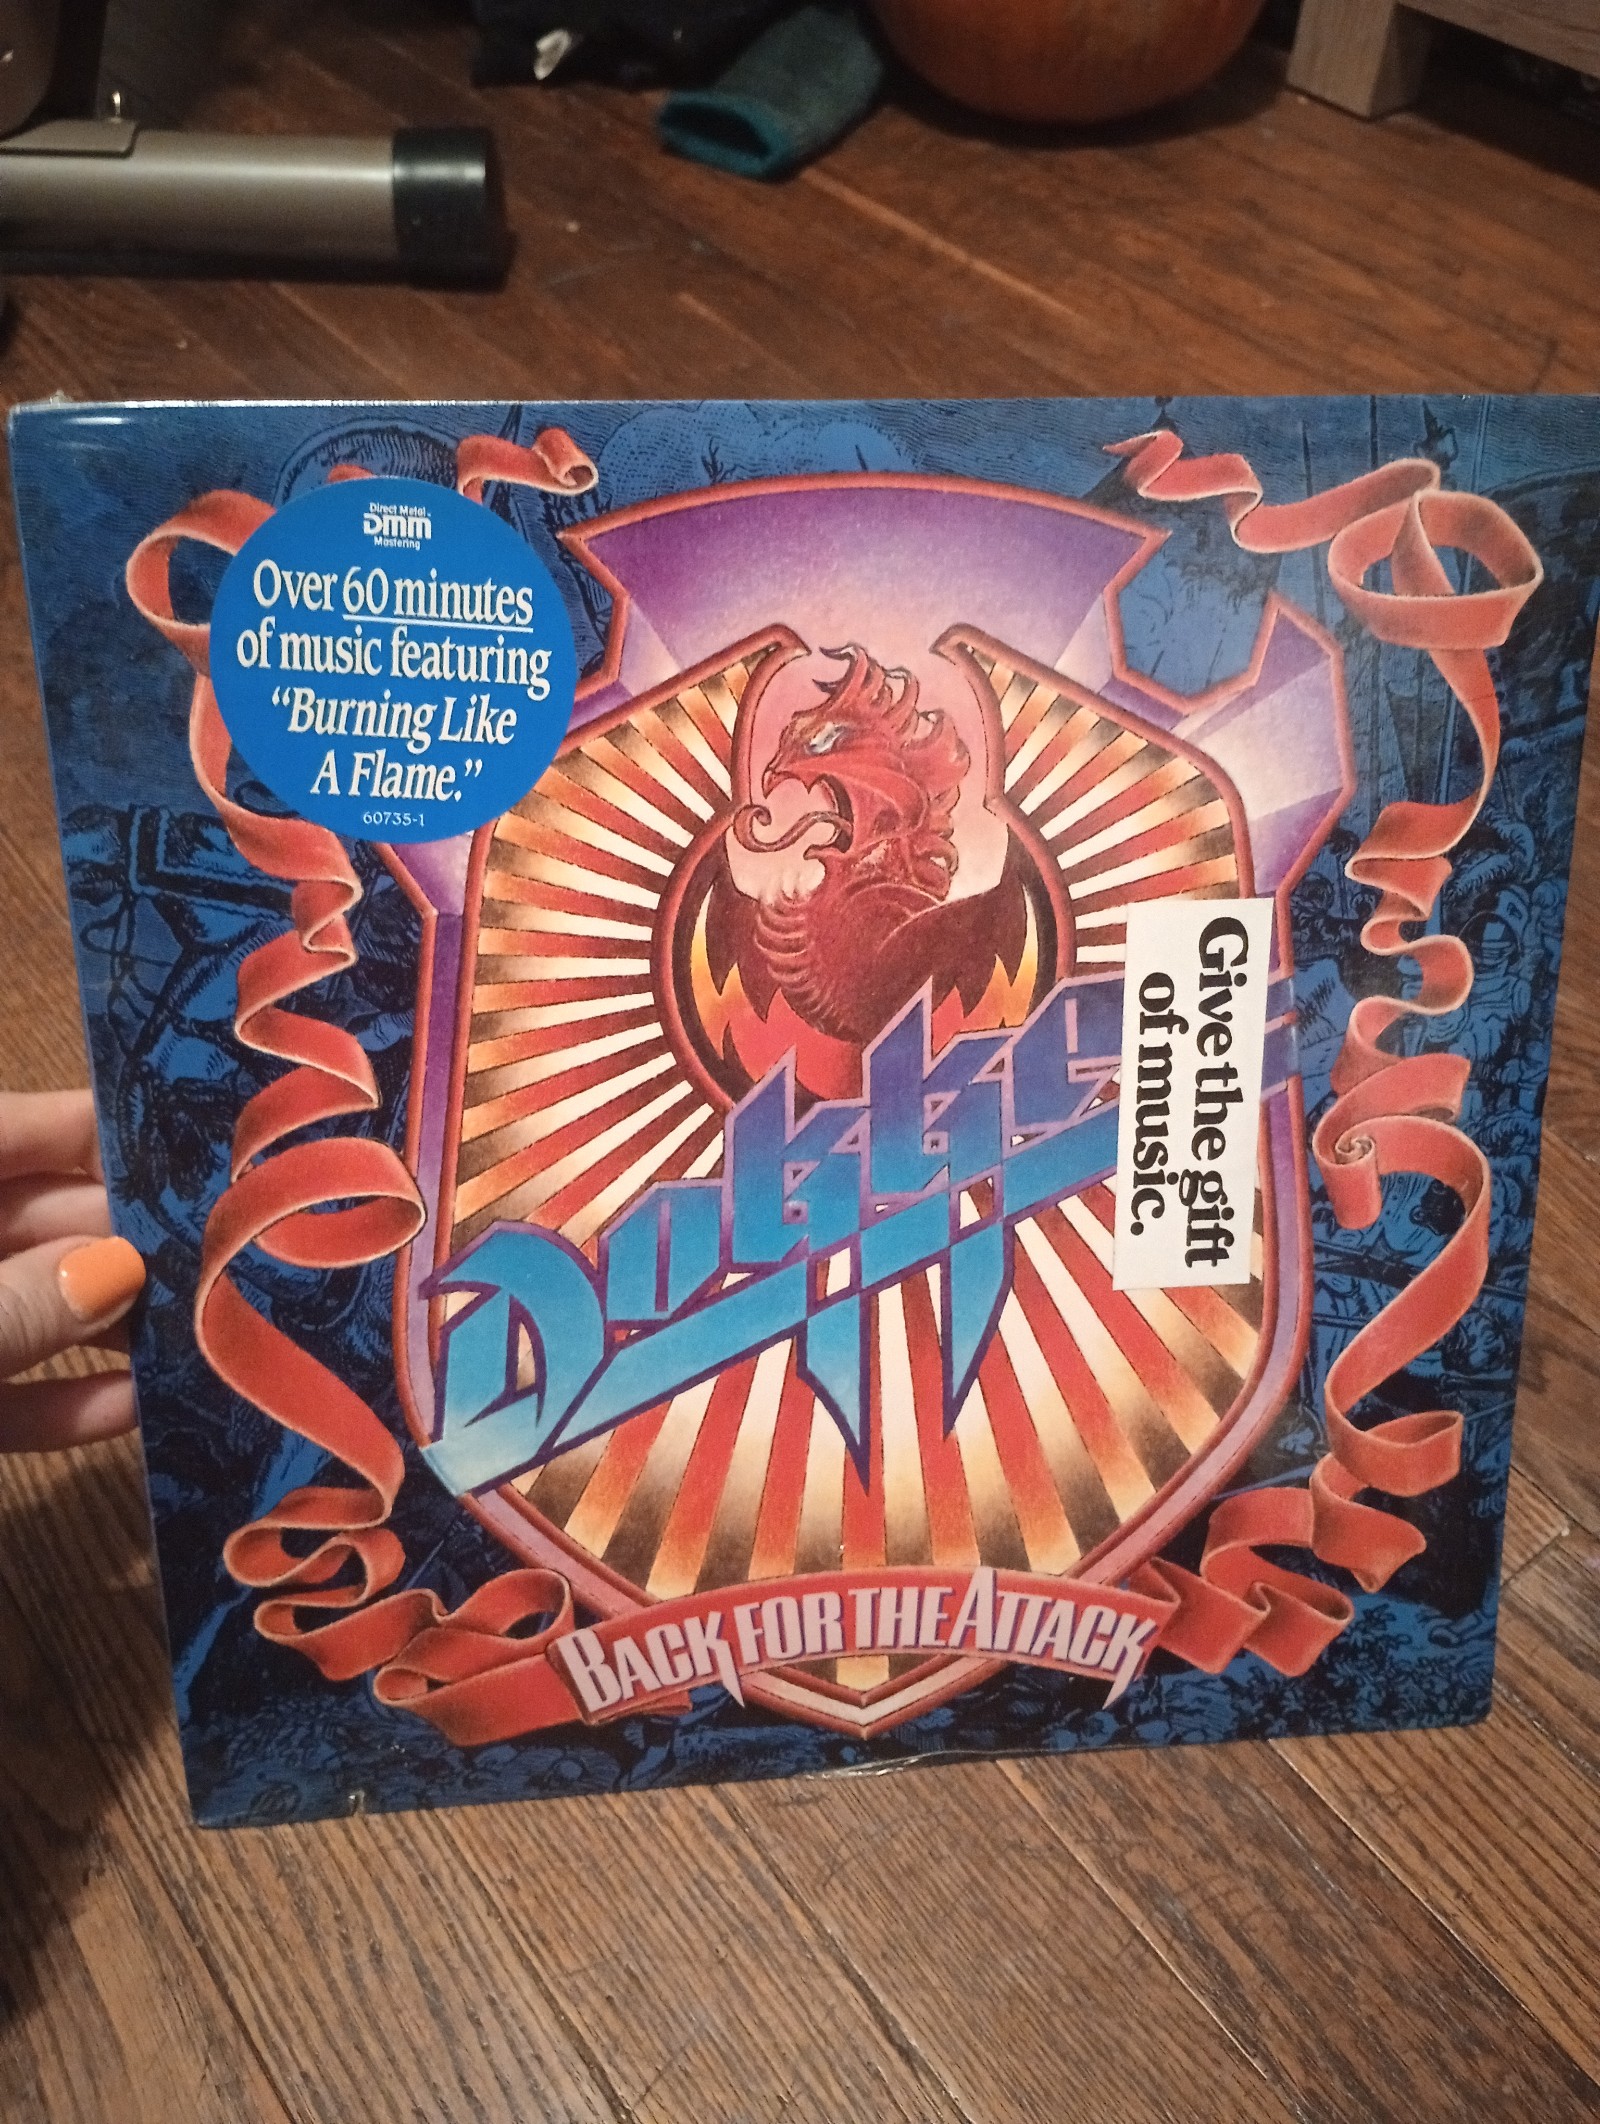 Direct Metal
DMM
Mastering
Over 60 minutes
of music featuring
“Burning Like
A Flame.”
60735-1
Give the gift
of music.
BACK FOR THE ATTACK